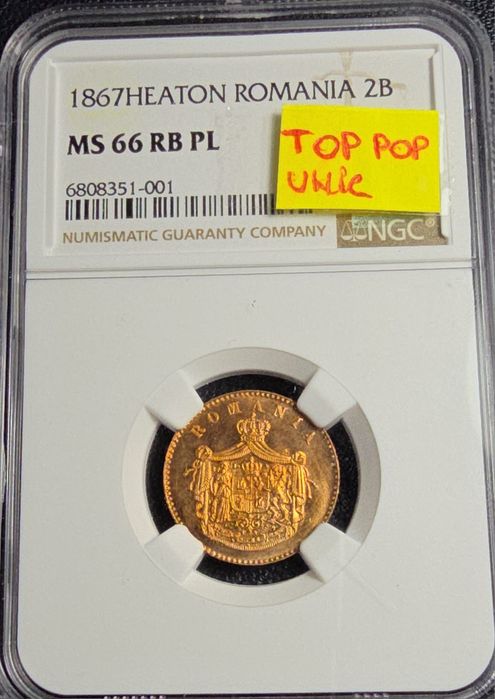 1867HEATON ROMANIA 2B
MS 66 RB PL
6808351-001
NUMISMATIC GUARANTY COMPANY
NGC®
TOP POP
UNIC
ROMANIA